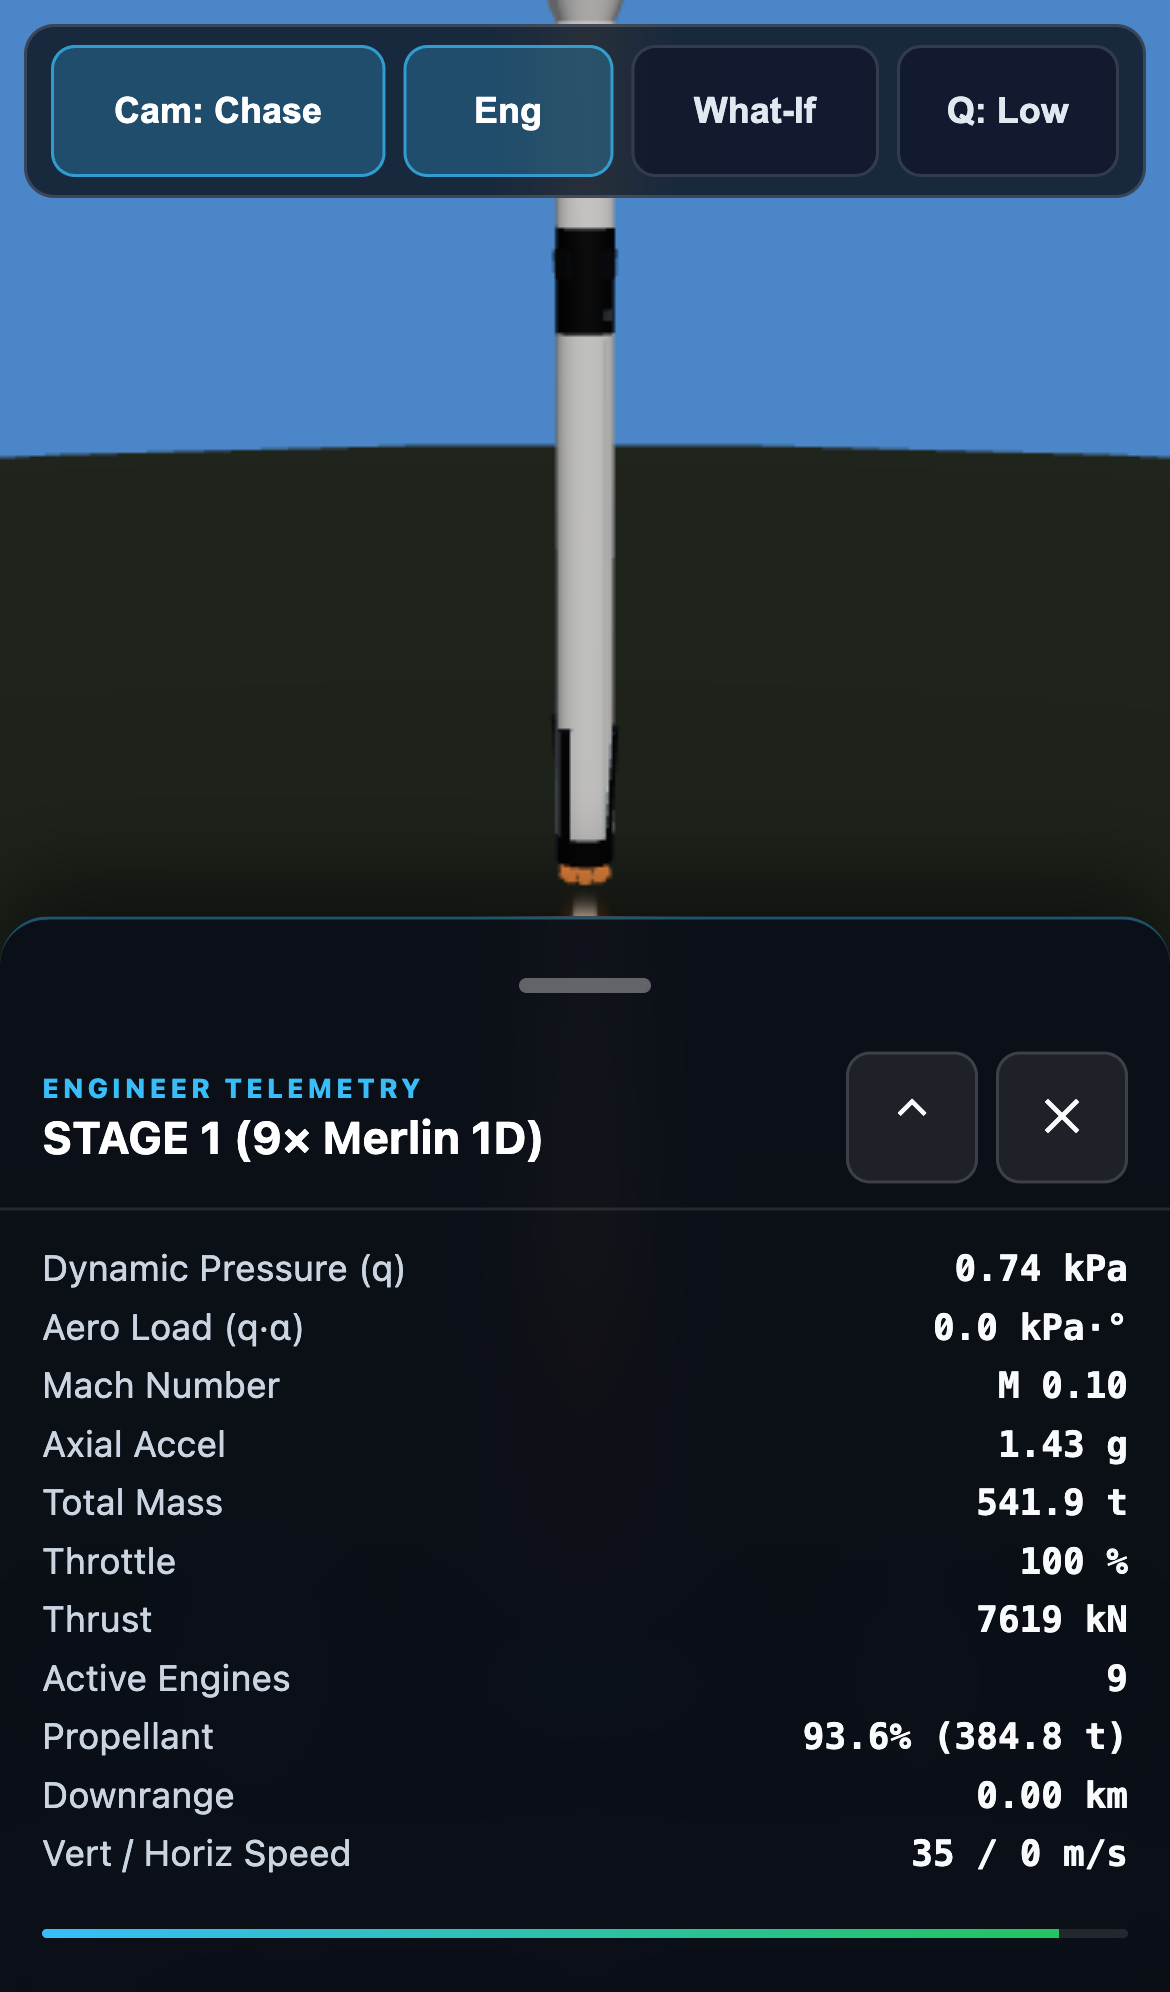 Cam: Chase
Eng
What-If
Q: Low
ENGINEER TELEMETRY
STAGE 1 (9× Merlin 1D)
Dynamic Pressure (q) 0.74 kPa
Aero Load (q·α) 0.0 kPa·°
Mach Number M 0.10
Axial Accel 1.43 g
Total Mass 541.9 t
Throttle 100 %
Thrust 7619 kN
Active Engines 9
Propellant 93.6% (384.8 t)
Downrange 0.00 km
Vert / Horiz Speed 35 / 0 m/s